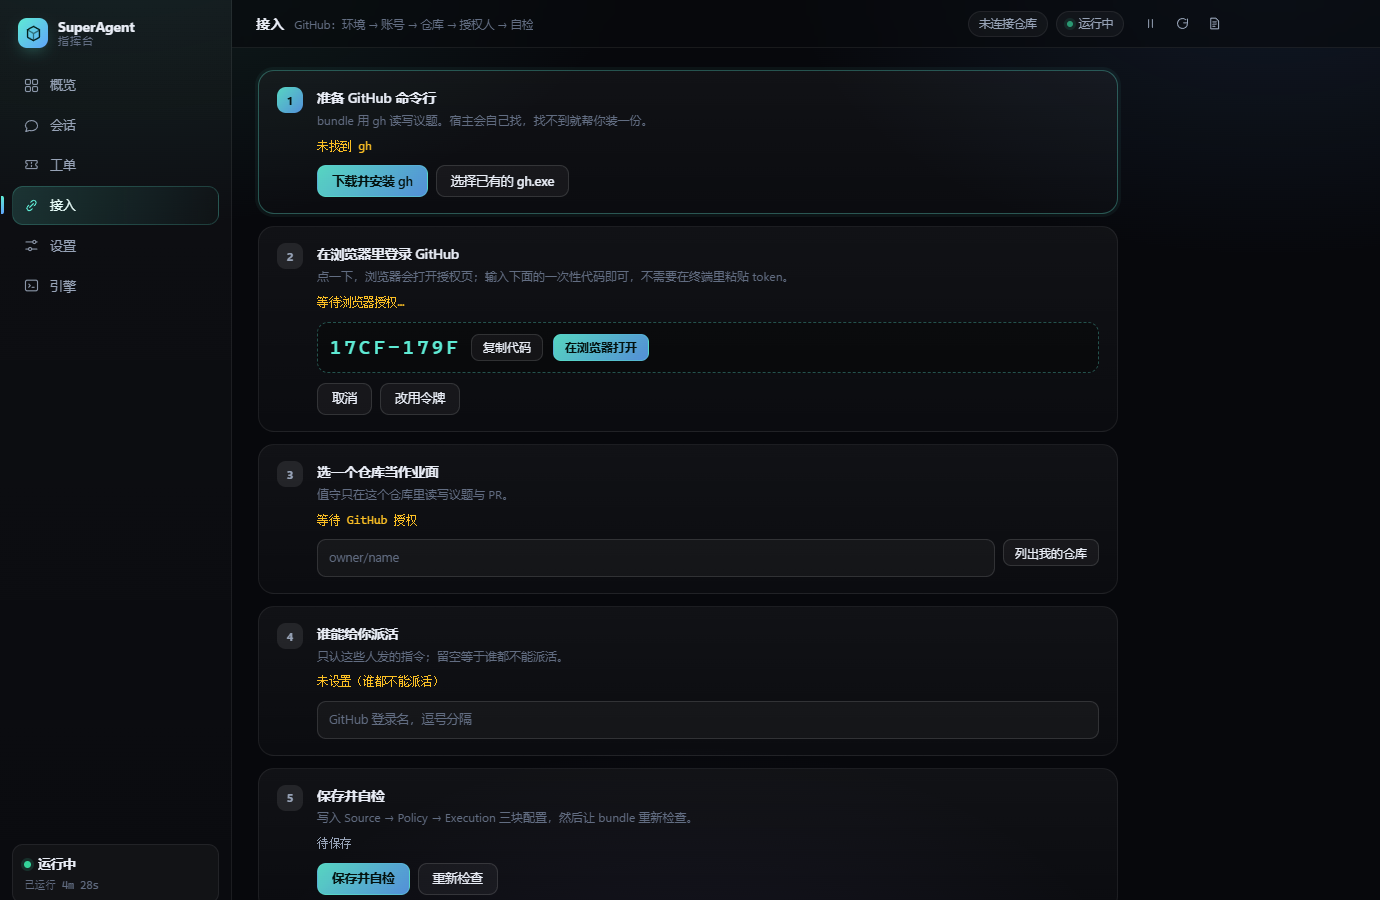 SuperAgent
指挥台
概览
会话
工单
接入
设置
引擎
运行中
已运行 4m 28s
接入 GitHub：环境 → 账号 → 仓库 → 授权人 → 自检
未连接仓库
运行中
1
准备 GitHub 命令行
bundle 用 gh 读写议题。宿主会自己找，找不到就帮你装一份。
未找到 gh
下载并安装 gh
选择已有的 gh.exe
2
在浏览器里登录 GitHub
点一下，浏览器会打开授权页；输入下面的一次性代码即可，不需要在终端里粘贴 token。
等待浏览器授权…
17CF-179F
复制代码
在浏览器打开
取消
改用令牌
3
选一个仓库当作业面
值守只在这个仓库里读写议题与 PR。
等待 GitHub 授权
owner/name
列出我的仓库
4
谁能给你派活
只认这些人发的指令；留空等于谁都不能派活。
未设置（谁都不能派活）
GitHub 登录名，逗号分隔
5
保存并自检
写入 Source → Policy → Execution 三块配置，然后让 bundle 重新检查。
待保存
保存并自检
重新检查